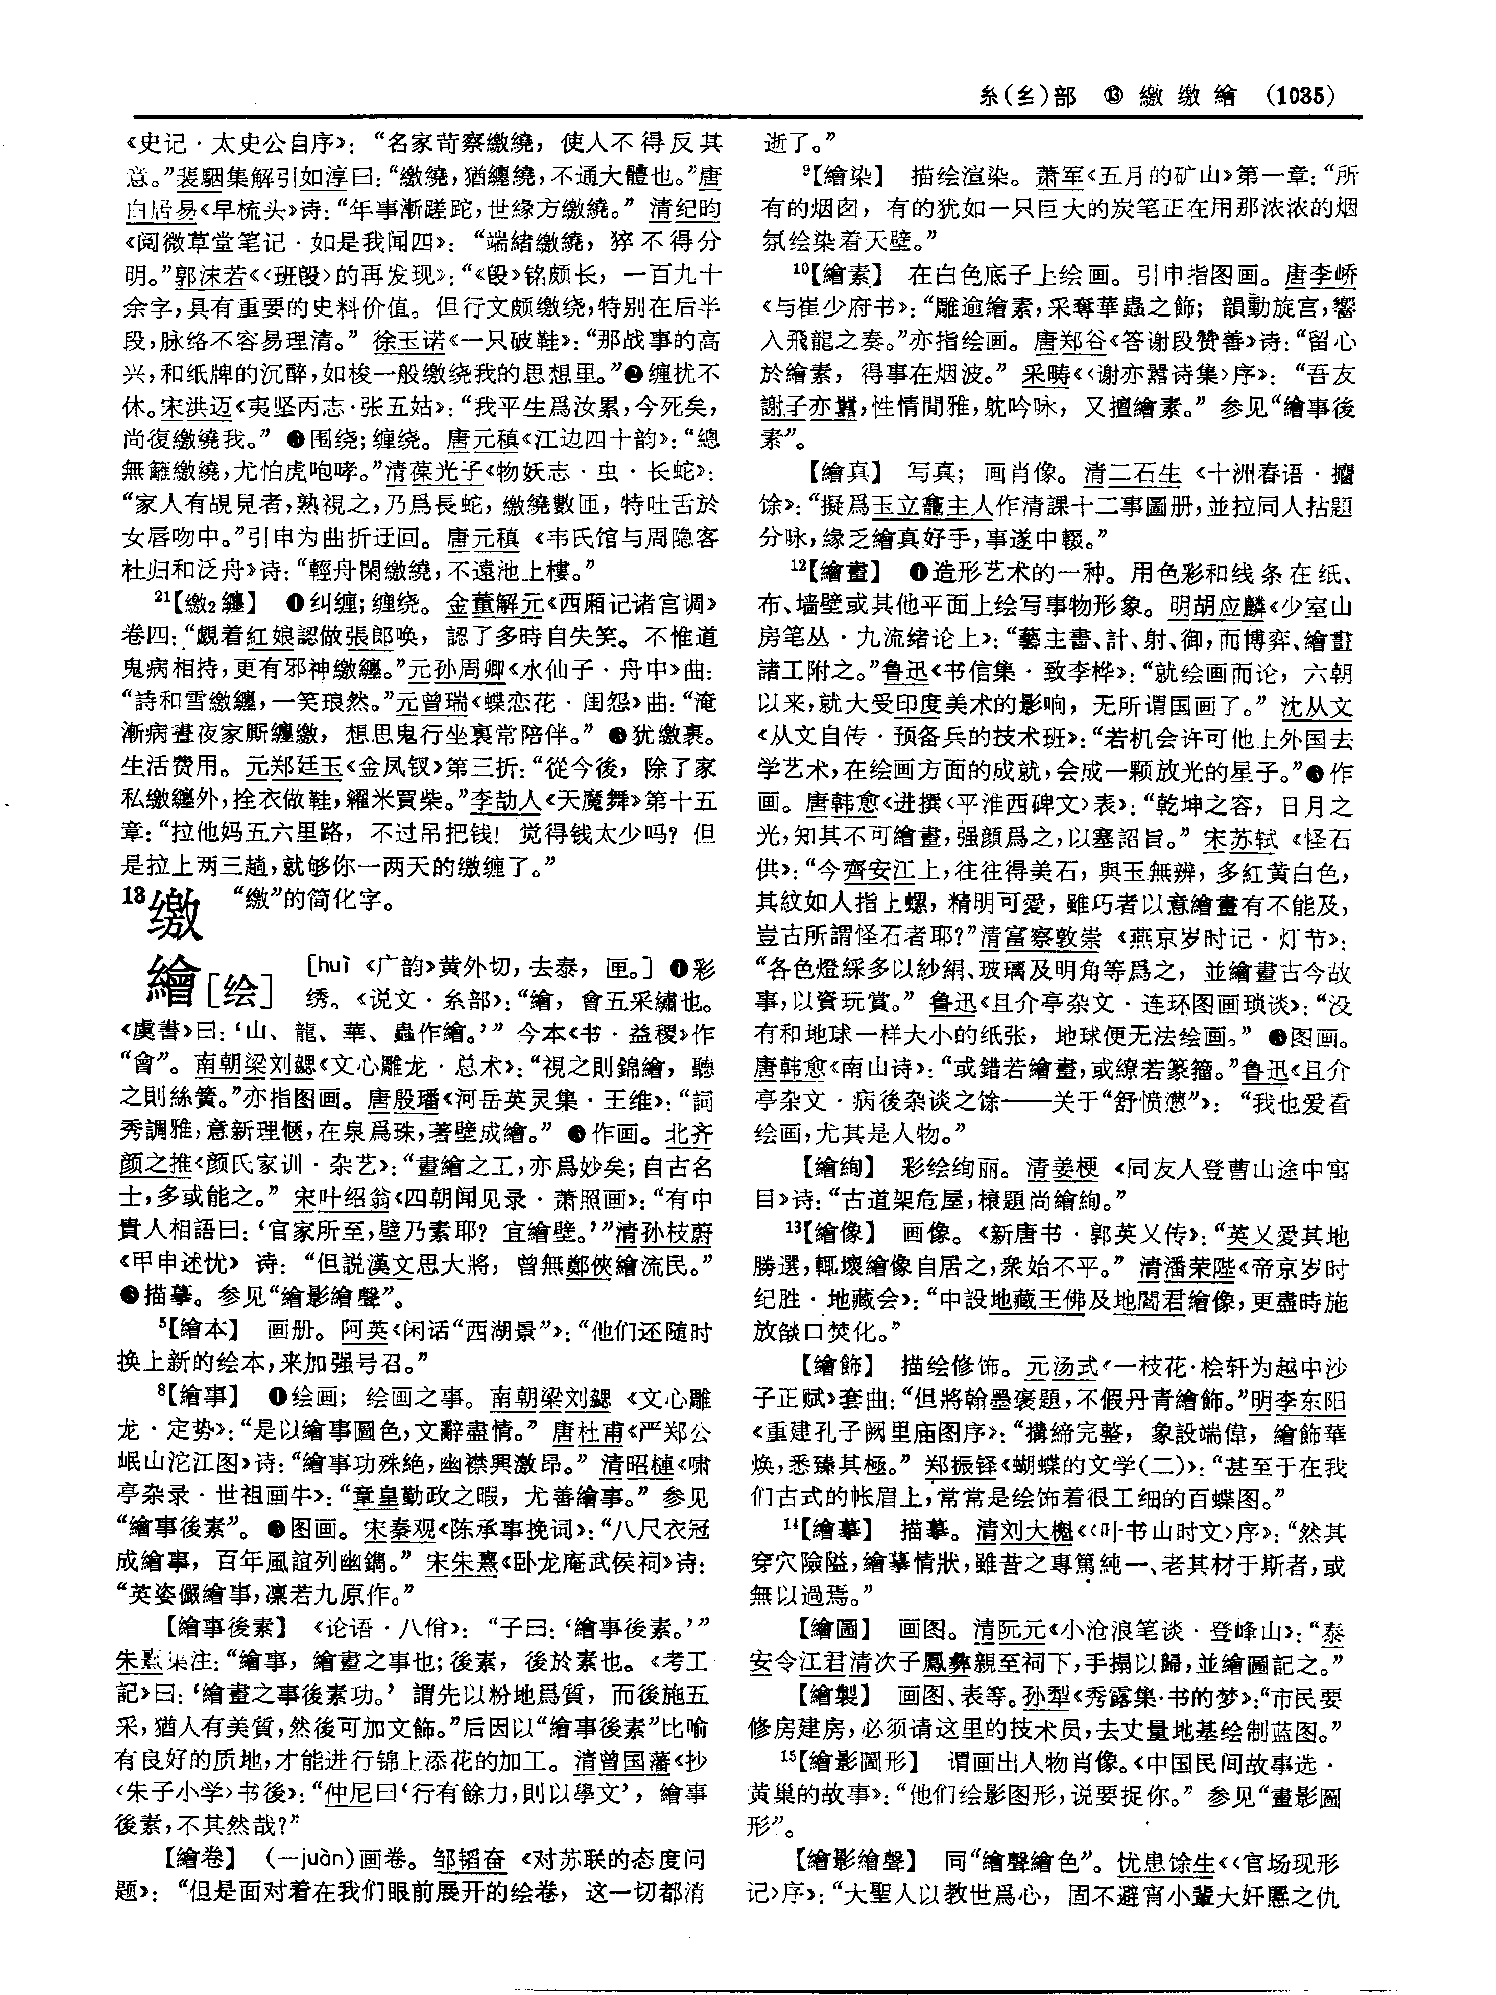 糸(纟)部 ⑬ 繳缴繪 (1035)
《史记·太史公自序》：“名家苛察缴繞，使人不得反其
意。”裴駰集解引如淳曰：“缴繞，猶纏繞，不通大體也。”唐
白居易《早梳头》诗：“年事漸蹉跎，世緣方缴繞。” 清纪昀
《阅微草堂笔记·如是我闻四》：“端緒缴繞，猝不得分
明。”郭沫若《〈班毁〉的再发现》：“《毁》铭颇长，一百九十
余字，具有重要的史料价值。但行文颇缴绕，特别在后半
段，脉络不容易理清。” 徐玉诺《一只破鞋》：“那战事的高
兴，和纸牌的沉醉，如梭一般缴绕我的思想里。”❷缠扰不
休。宋洪迈《夷坚丙志·张五姑》：“我平生爲汝累，今死矣，
尚復缴繞我。” ❸围绕；缠绕。唐元稹《江边四十韵》：“總
無籬缴繞，尤怕虎咆哮。”清葆光子《物妖志·虫·长蛇》：
“家人有覘兒者，熟視之，乃爲長蛇，缴繞數匝，特吐舌於
女唇吻中。”引申为曲折迂回。唐元稹《韦氏馆与周隐客
杜归和泛舟》诗：“輕舟閑缴繞，不遠池上樓。”
21【缴₂纏】 ❶纠缠；缠绕。金董解元《西厢记诸宫调》
卷四：“覰着红娘認做張郎唤，認了多時自失笑。不惟道
鬼病相持，更有邪神缴纏。”元孙周卿《水仙子·舟中》曲：
“詩和雪缴纏，一笑琅然。”元曾瑞《蝶恋花·闺怨》曲：“淹
漸病晝夜家厮纏缴，想思鬼行坐裏常陪伴。” ❷犹缴裹。
生活费用。元郑廷玉《金凤钗》第三折：“從今後，除了家
私缴纏外，拴衣做鞋，糴米買柴。”李劼人《天魔舞》第十五
章：“拉他妈五六里路，不过吊把钱！觉得钱太少吗？但
是拉上两三趟，就够你一两天的缴缠了。”
13缴 “繳”的简化字。
繪［绘］ ［huì 《广韵》黄外切，去泰，匣。］❶彩
绣。《说文·糸部》：“繪，會五采繡也。
《虞書》曰：‘山、龍、華、蟲作繪。’” 今本《书·益稷》作
“會”。南朝梁刘勰《文心雕龙·总术》：“視之則錦繪，聽
之則絲簧。”亦指图画。唐殷璠《河岳英灵集·王维》：“詞
秀調雅，意新理愜，在泉爲珠，著壁成繪。” ❷作画。北齐
颜之推《颜氏家训·杂艺》：“畫繪之工，亦爲妙矣；自古名
士，多或能之。” 宋叶绍翁《四朝闻见录·萧照画》：“有中
貴人相語曰：‘官家所至，壁乃素耶？宜繪壁。’”清孙枝蔚
《甲申述忧》诗：“但説漢文思大將，曾無鄭俠繪流民。”
❸描摹。参见“繪影繪聲”。
5【繪本】 画册。阿英《闲话“西湖景”》：“他们还随时
换上新的绘本，来加强号召。”
8【繪事】 ❶绘画；绘画之事。南朝梁刘勰《文心雕
龙·定势》：“是以繪事圖色，文辭盡情。” 唐杜甫《严郑公
岷山沱江图》诗：“繪事功殊絶，幽襟興激昂。” 清昭槤《啸
亭杂录·世祖画牛》：“章皇勤政之暇，尤善繪事。” 参见
“繪事後素”。❷图画。宋秦观《陈承事挽词》：“八尺衣冠
成繪事，百年風誼列幽鐫。” 宋朱熹《卧龙庵武侯祠》诗：
“英姿儼繪事，凛若九原作。”
【繪事後素】 《论语·八佾》：“子曰：‘繪事後素。’”
朱熹集注：“繪事，繪畫之事也；後素，後於素也。《考工
記》曰：‘繪畫之事後素功。’ 謂先以粉地爲質，而後施五
采，猶人有美質，然後可加文飾。”后因以“繪事後素”比喻
有良好的质地，才能进行锦上添花的加工。清曾国藩《抄
〈朱子小学〉书後》：“仲尼曰‘行有餘力，則以學文’，繪事
後素，不其然哉？”
【繪卷】 (一juàn)画卷。邹韬奋《对苏联的态度问
题》：“但是面对着在我们眼前展开的绘卷，这一切都消
逝了。”
9【繪染】 描绘渲染。萧军《五月的矿山》第一章：“所
有的烟囱，有的犹如一只巨大的炭笔正在用那浓浓的烟
氛绘染着天壁。”
10【繪素】 在白色底子上绘画。引申指图画。唐李峤
《与崔少府书》：“雕逾繪素，采奪華蟲之飾；韻動旋宫，響
入飛龍之奏。”亦指绘画。唐郑谷《答谢段赞善》诗：“留心
於繪素，得事在烟波。” 采畴《〈谢亦嚣诗集〉序》：“吾友
謝子亦囂，性情閒雅，躭吟咏，又擅繪素。” 参见“繪事後
素”。
【繪真】 写真；画肖像。清二石生《十洲春语·攟
馀》：“擬爲玉立龕主人作清課十二事圖册，並拉同人拈題
分咏，緣乏繪真好手，事遂中輟。”
12【繪畫】 ❶造形艺术的一种。用色彩和线条在纸、
布、墙壁或其他平面上绘写事物形象。明胡应麟《少室山
房笔丛·九流绪论上》：“藝主書、計、射、御，而博弈、繪畫
諸工附之。”鲁迅《书信集·致李桦》：“就绘画而论，六朝
以来，就大受印度美术的影响，无所谓国画了。” 沈从文
《从文自传·预备兵的技术班》：“若机会许可他上外国去
学艺术，在绘画方面的成就，会成一颗放光的星子。”❷作
画。唐韩愈《进撰〈平淮西碑文〉表》：“乾坤之容，日月之
光，知其不可繪畫，强顔爲之，以塞詔旨。” 宋苏轼《怪石
供》：“今齊安江上，往往得美石，與玉無辨，多紅黄白色，
其紋如人指上螺，精明可愛，雖巧者以意繪畫有不能及，
豈古所謂怪石者耶？”清富察敦崇《燕京岁时记·灯节》：
“各色燈綵多以紗絹、玻璃及明角等爲之，並繪畫古今故
事，以資玩賞。” 鲁迅《且介亭杂文·连环图画琐谈》：“没
有和地球一样大小的纸张，地球便无法绘画。” ❸图画。
唐韩愈《南山诗》：“或錯若繪畫，或繚若篆籀。”鲁迅《且介
亭杂文·病後杂谈之馀——关于“舒愤懑”》：“我也爱看
绘画，尤其是人物。”
【繪絢】 彩绘绚丽。清姜梗《同友人登曹山途中寓
目》诗：“古道架危屋，榱題尚繪絢。”
13【繪像】 画像。《新唐书·郭英乂传》：“英乂愛其地
勝選，輒壞繪像自居之，衆始不平。” 清潘荣陛《帝京岁时
纪胜·地藏会》：“中設地藏王佛及地閻君繪像，更盡時施
放燄口焚化。”
【繪飾】 描绘修饰。元汤式《一枝花·桧轩为越中沙
子正赋》套曲：“但將翰墨褒題，不假丹青繪飾。”明李东阳
《重建孔子阙里庙图序》：“搆締完整，象設端偉，繪飾華
焕，悉臻其極。” 郑振铎《蝴蝶的文学(二)》：“甚至于在我
们古式的帐眉上，常常是绘饰着很工细的百蝶图。”
14【繪摹】 描摹。清刘大櫆《〈叶书山时文〉序》：“然其
穿穴險隘，繪摹情狀，雖昔之專篤純一、老其材于斯者，或
無以過焉。”
【繪圖】 画图。清阮元《小沧浪笔谈·登峰山》：“泰
安令江君清次子鳳彝親至祠下，手搨以歸，並繪圖記之。”
【繪製】 画图、表等。孙犁《秀露集·书的梦》：“市民要
修房建房，必须请这里的技术员，去丈量地基绘制蓝图。”
15【繪影圖形】 谓画出人物肖像。《中国民间故事选·
黄巢的故事》：“他们绘影图形，说要捉你。” 参见“畫影圖
形”。
【繪影繪聲】 同“繪聲繪色”。忧患馀生《〈官场现形
记〉序》：“大聖人以教世爲心，固不避宵小輩大奸慝之仇